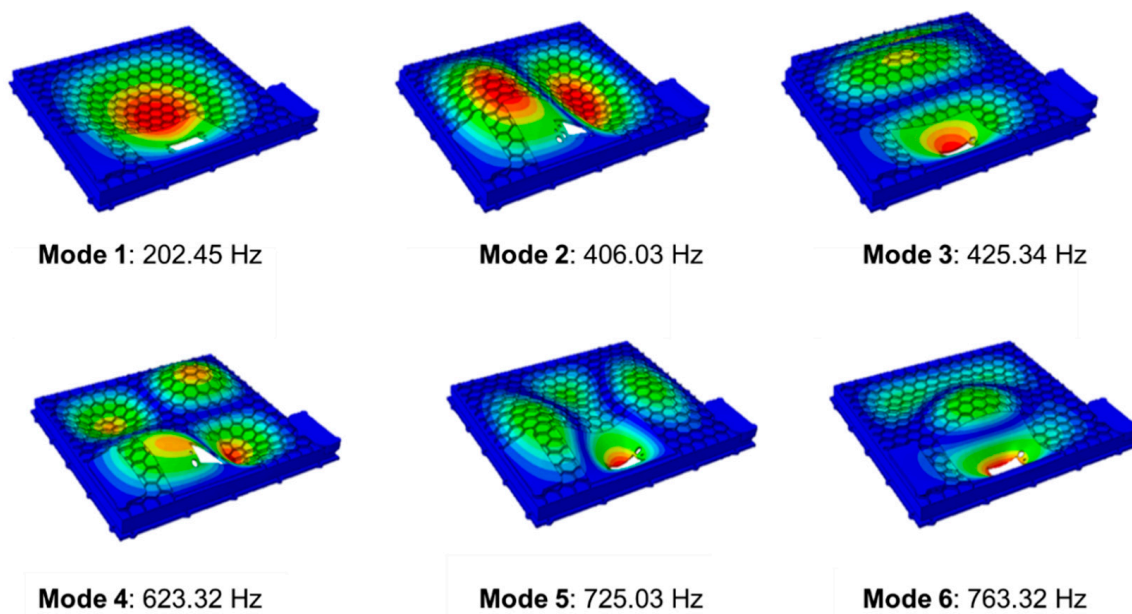 Mode 1: 202.45 Hz
Mode 2: 406.03 Hz
Mode 3: 425.34 Hz
Mode 4: 623.32 Hz
Mode 5: 725.03 Hz
Mode 6: 763.32 Hz